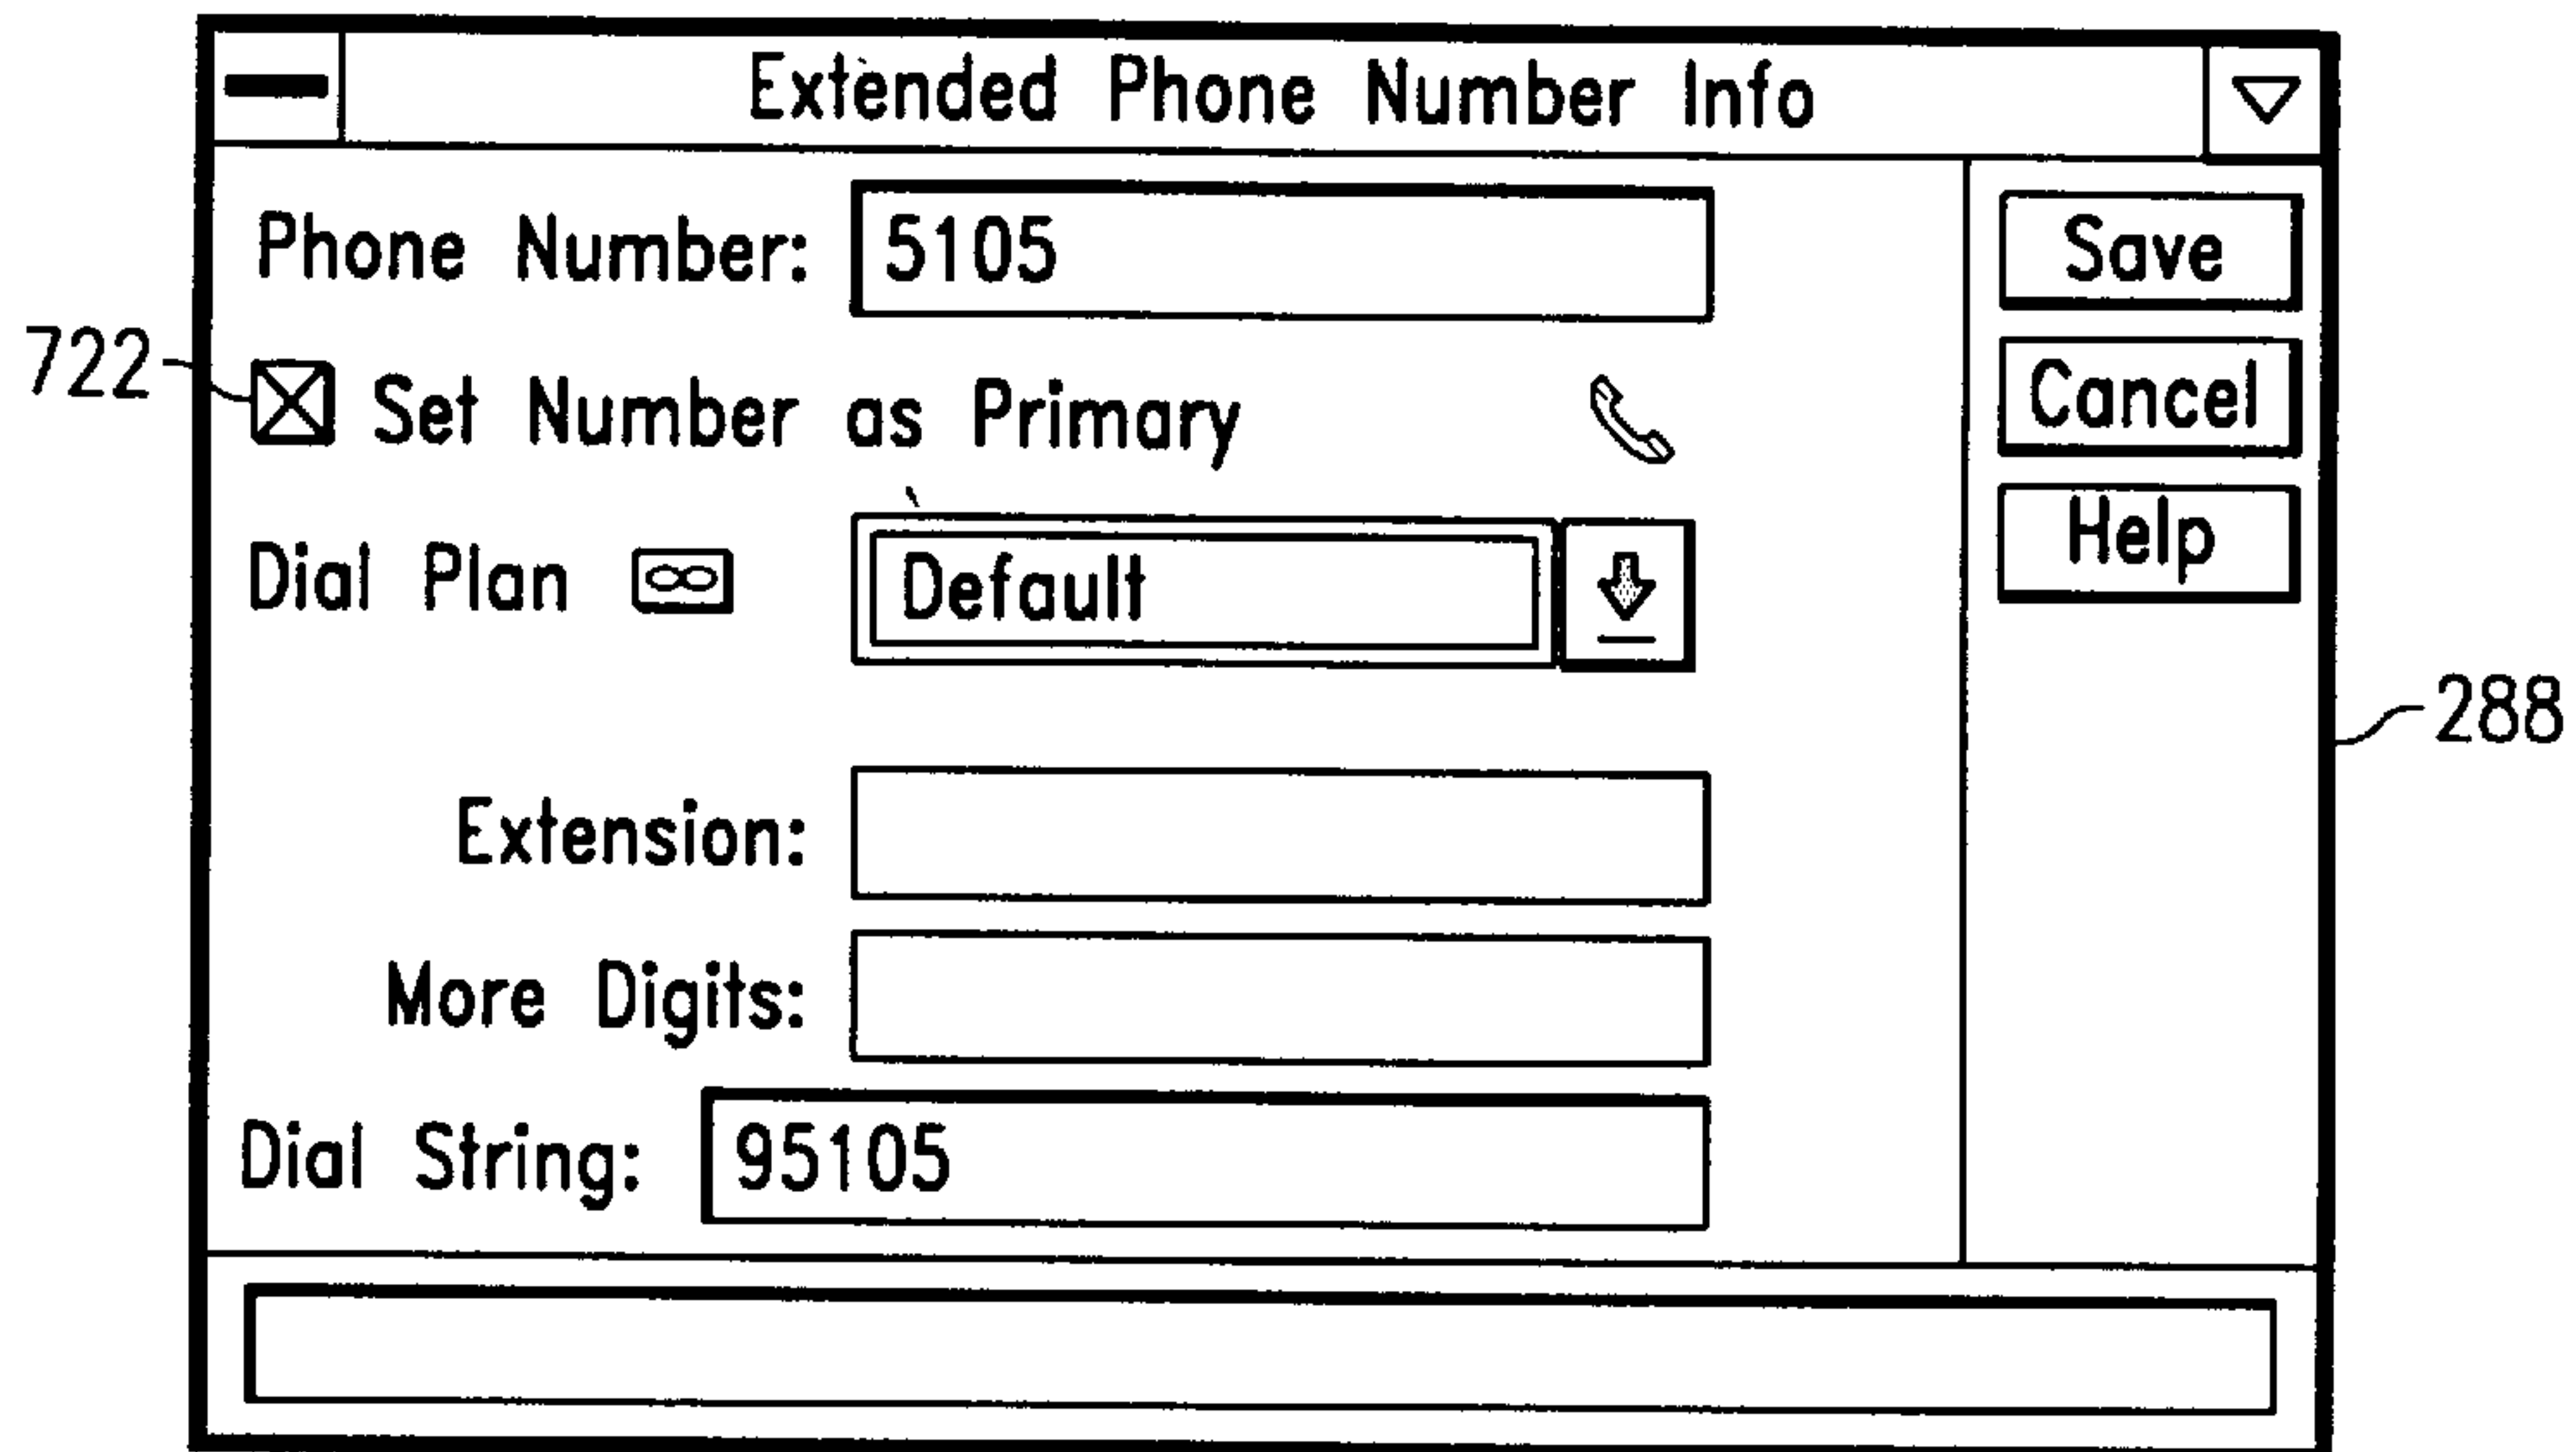 Extended Phone Number Info
Phone Number: 5105
Save
722
Set Number as Primary
Cancel
Dial Plan Default
Help
288
Extension:
More Digits:
Dial String: 95105